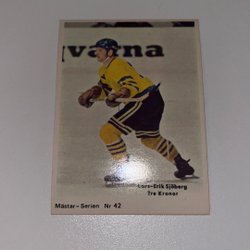 varna
Lars-Erik Sjöberg
Tre Kronor
Mästar - Serien Nr 42